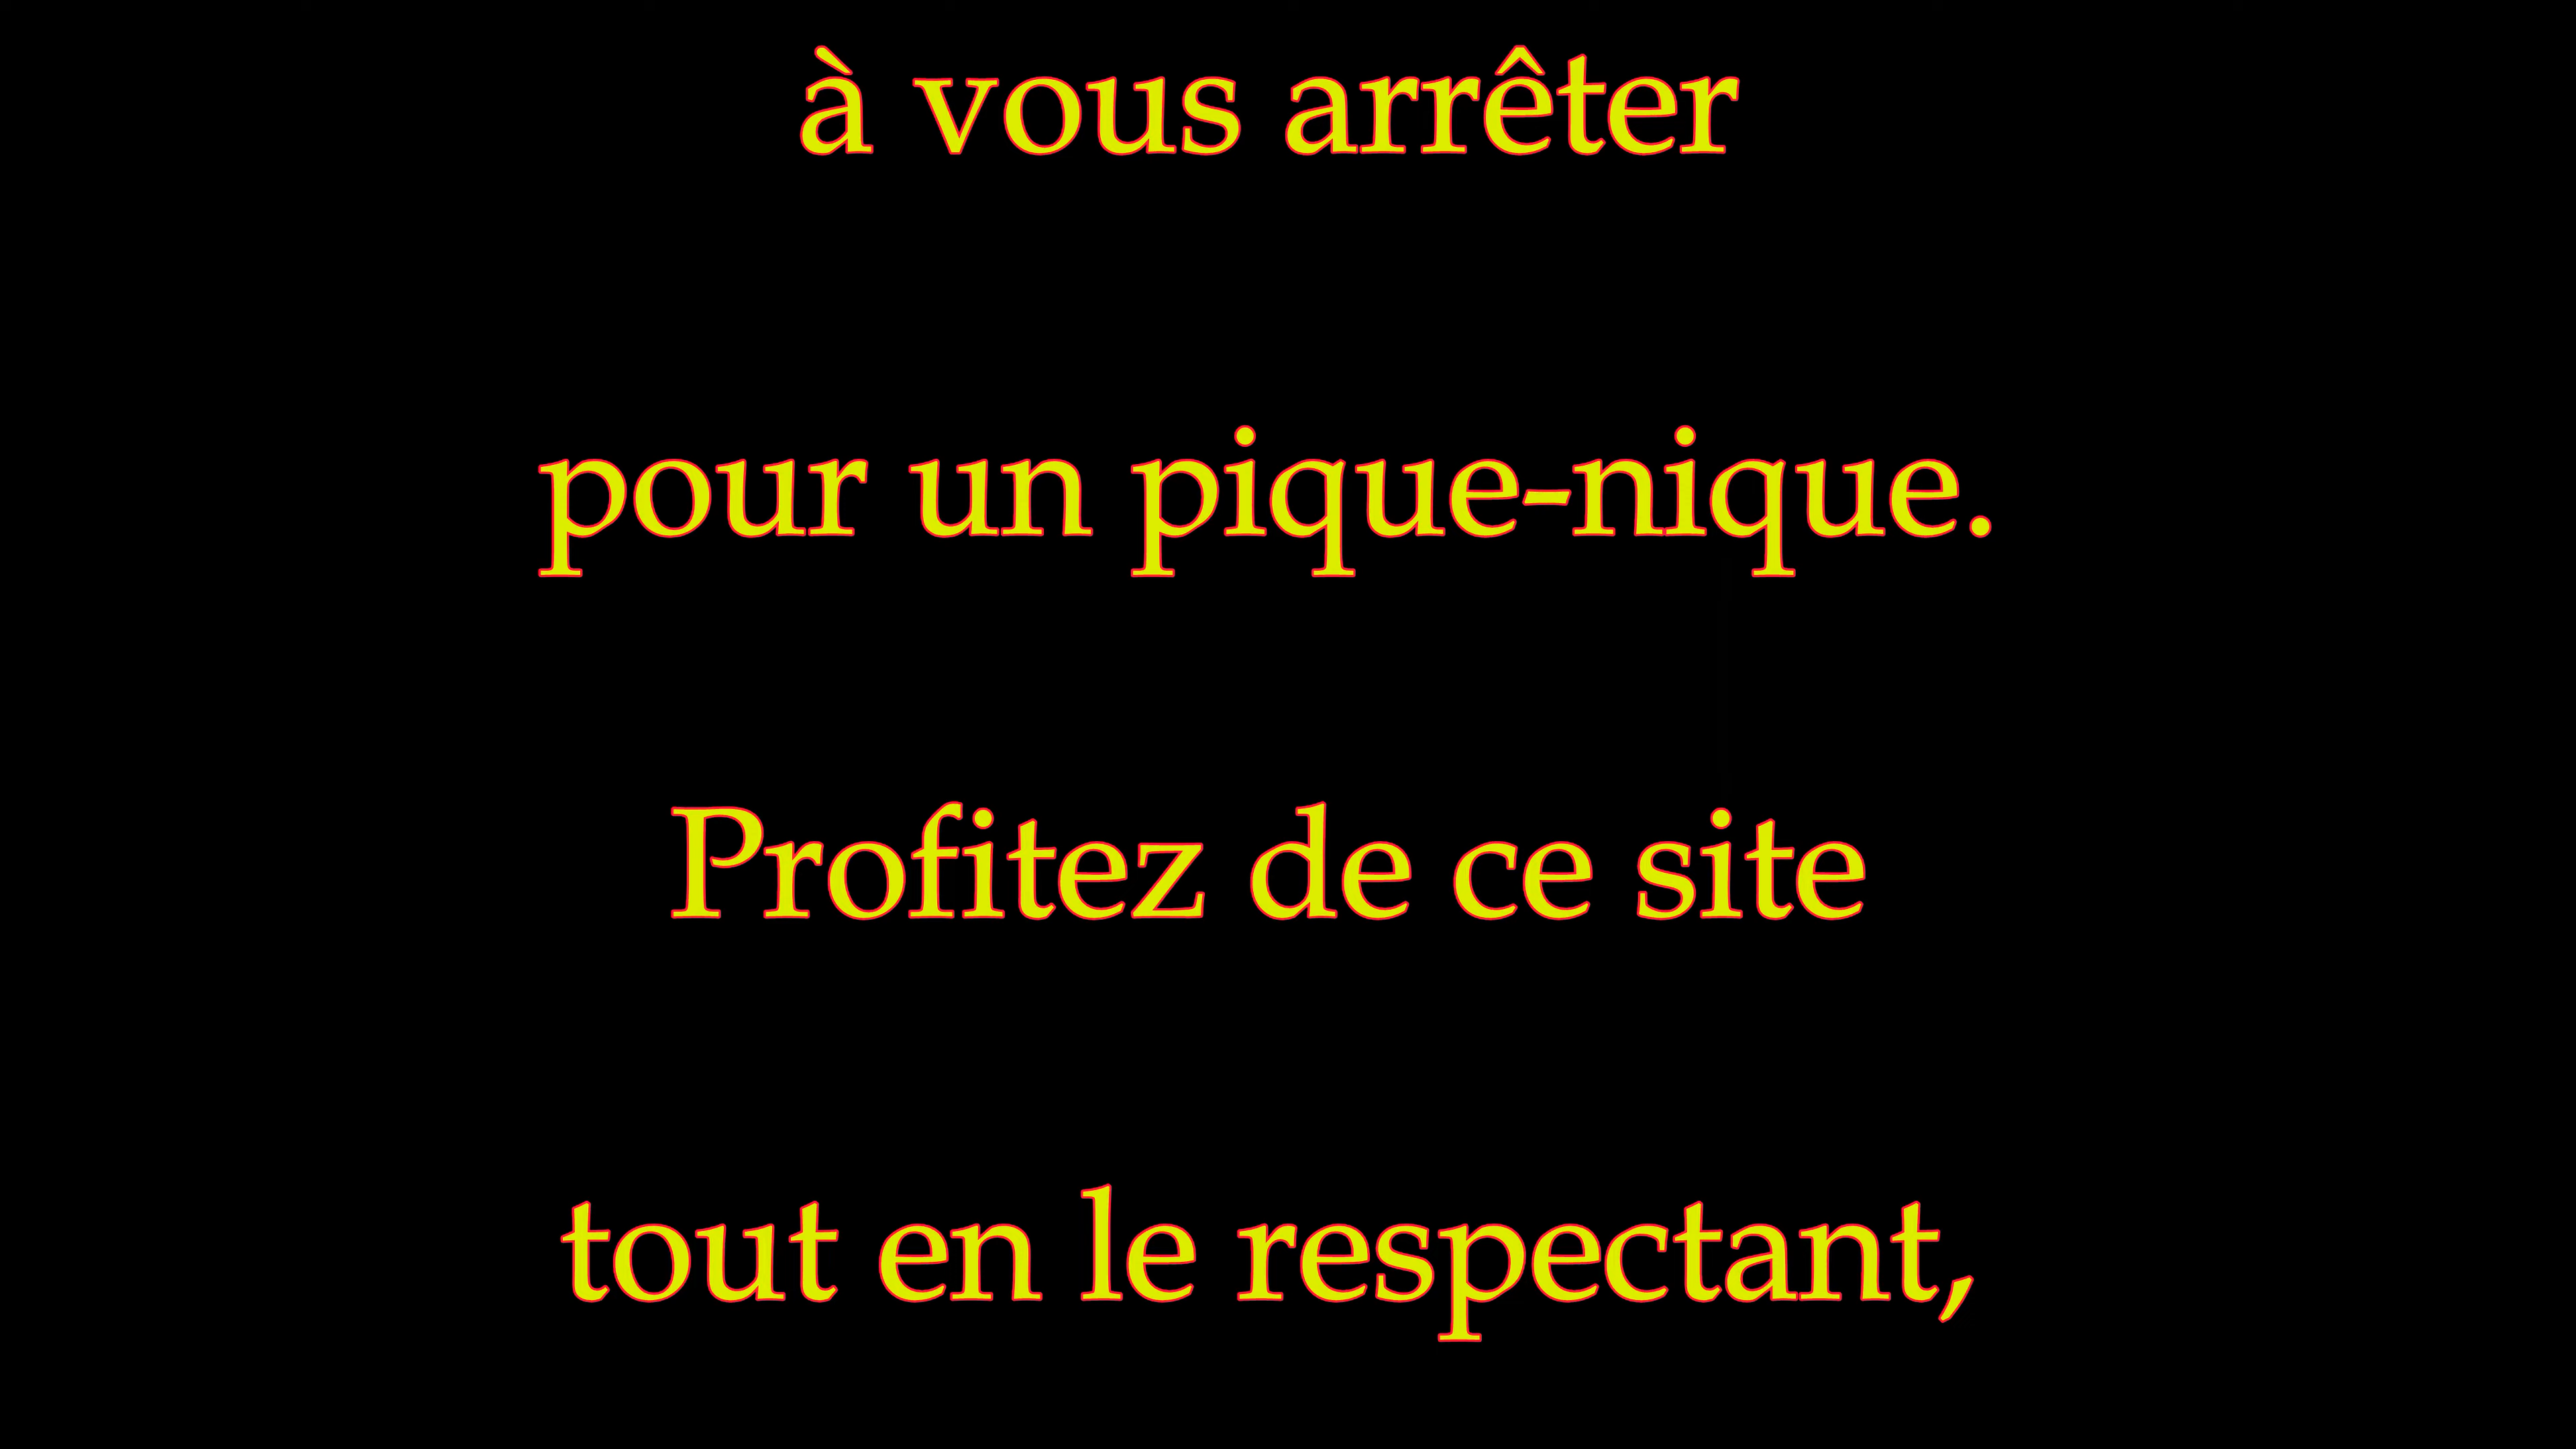 à vous arrêter
pour un pique-nique.
Profitez de ce site
tout en le respectant,